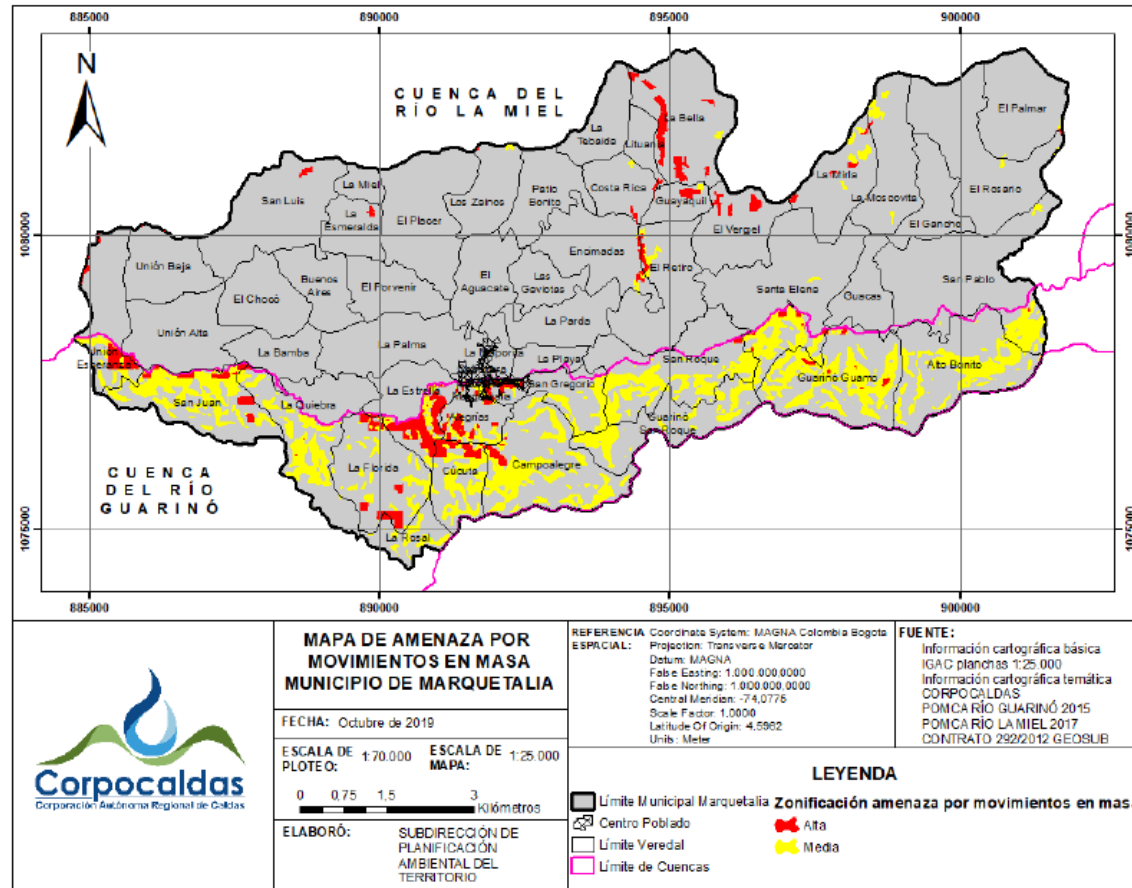 885000 890000 895000 900000
N
CUENCA DEL
RÍO LA MIEL
El Palmar
La Bella
La
Tebaida
Lituania
La Mirla
La Miel
Costa Rica
El Rosario
San Luis
Los Zainos
Patio
Bonito
Guayaquil
La Moscovita
La
Esmeralda
El Placer
El Vergel
El Gancho
1080000
1080000
Encimadas
Unión Baja
El Retiro
Buenos
Aires
El Porvenir
El
Aguacate
Las
Gaviotas
San Pablo
El Chocó
Santa Elena
Guacas
Unión Alta
La Parda
La Bamba
La Palma
La Playa
San Roque
Unión
Esperanza
Alto Bonito
La Estrella
San Gregorio
Guarinó Guamo
San Juan
La Quiebra
Alegrías
Guarinó
San Roque
La Florida
Cúcuta
Campoalegre
CUENCA
DEL RÍO
GUARINÓ
1075000
1075000
La Rosal
885000 890000 895000 900000
Corpocaldas
Corporación Autónoma Regional de Caldas
MAPA DE AMENAZA POR
MOVIMIENTOS EN MASA
MUNICIPIO DE MARQUETALIA
FECHA: Octubre de 2019
ESCALA DE PLOTEO: 1:70.000 ESCALA DE MAPA: 1:25.000
0 0,75 1,5 3
Kilómetros
ELABORÓ: SUBDIRECCIÓN DE
PLANIFICACIÓN
AMBIENTAL DEL
TERRITORIO
REFERENCIA ESPACIAL: Coordinate System: MAGNA Colombia Bogota
Projection: Transverse Mercator
Datum: MAGNA
False Easting: 1.000.000,0000
False Northing: 1.000.000,0000
Central Meridian: -74,0775
Scale Factor: 1,0000
Latitude Of Origin: 4,5962
Units: Meter
FUENTE:
Información cartográfica básica
IGAC planchas 1:25.000
Información cartográfica temática
CORPOCALDAS
POMCA RÍO GUARINÓ 2015
POMCA RÍO LA MIEL 2017
CONTRATO 292/2012 GEOSUB
LEYENDA
Límite Municipal Marquetalia
Centro Poblado
Límite Veredal
Límite de Cuencas
Zonificación amenaza por movimientos en masa
Alta
Media